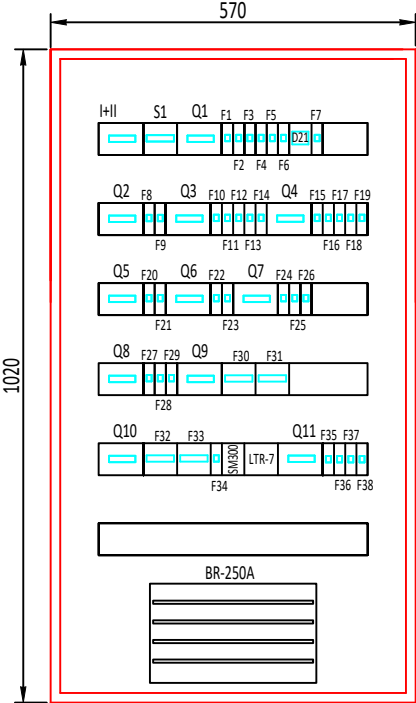 570
1020
I+II S1 Q1 F1 F3 F5 F7
D21
F2 F4 F6
Q2 F8 Q3 F10 F12 F14 Q4 F15 F17 F19
F9 F11 F13 F16 F18
Q5 F20 Q6 F22 Q7 F24 F26
F21 F23 F25
Q8 F27 F29 Q9 F30 F31
F28
Q10 F32 F33 Q11 F35 F37
SM300 LTR-7
F34 F36 F38
BR-250A